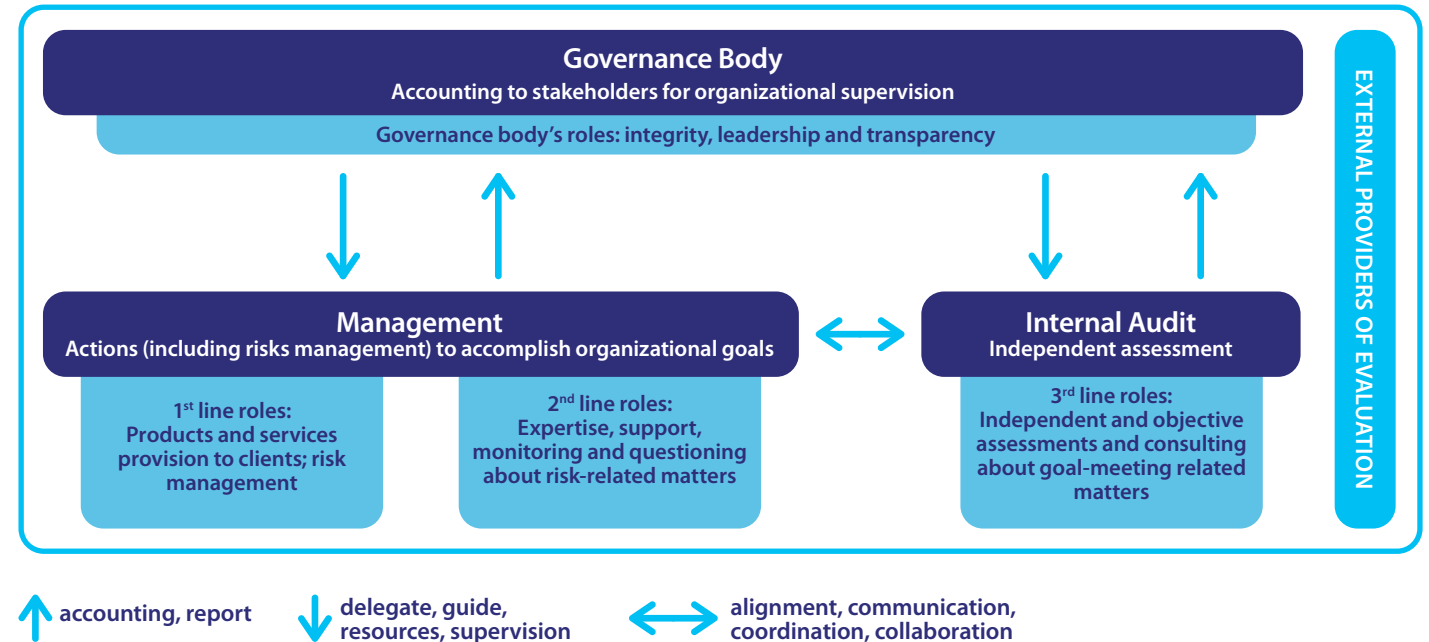 Governance Body
Accounting to stakeholders for organizational supervision
Governance body’s roles: integrity, leadership and transparency
EXTERNAL PROVIDERS OF EVALUATION
Management
Actions (including risks management) to accomplish organizational goals
Internal Audit
Independent assessment
1st line roles:
Products and services
provision to clients; risk
management
2nd line roles:
Expertise, support,
monitoring and questioning
about risk-related matters
3rd line roles:
Independent and objective
assessments and consulting
about goal-meeting related
matters
accounting, report
delegate, guide,
resources, supervision
alignment, communication,
coordination, collaboration